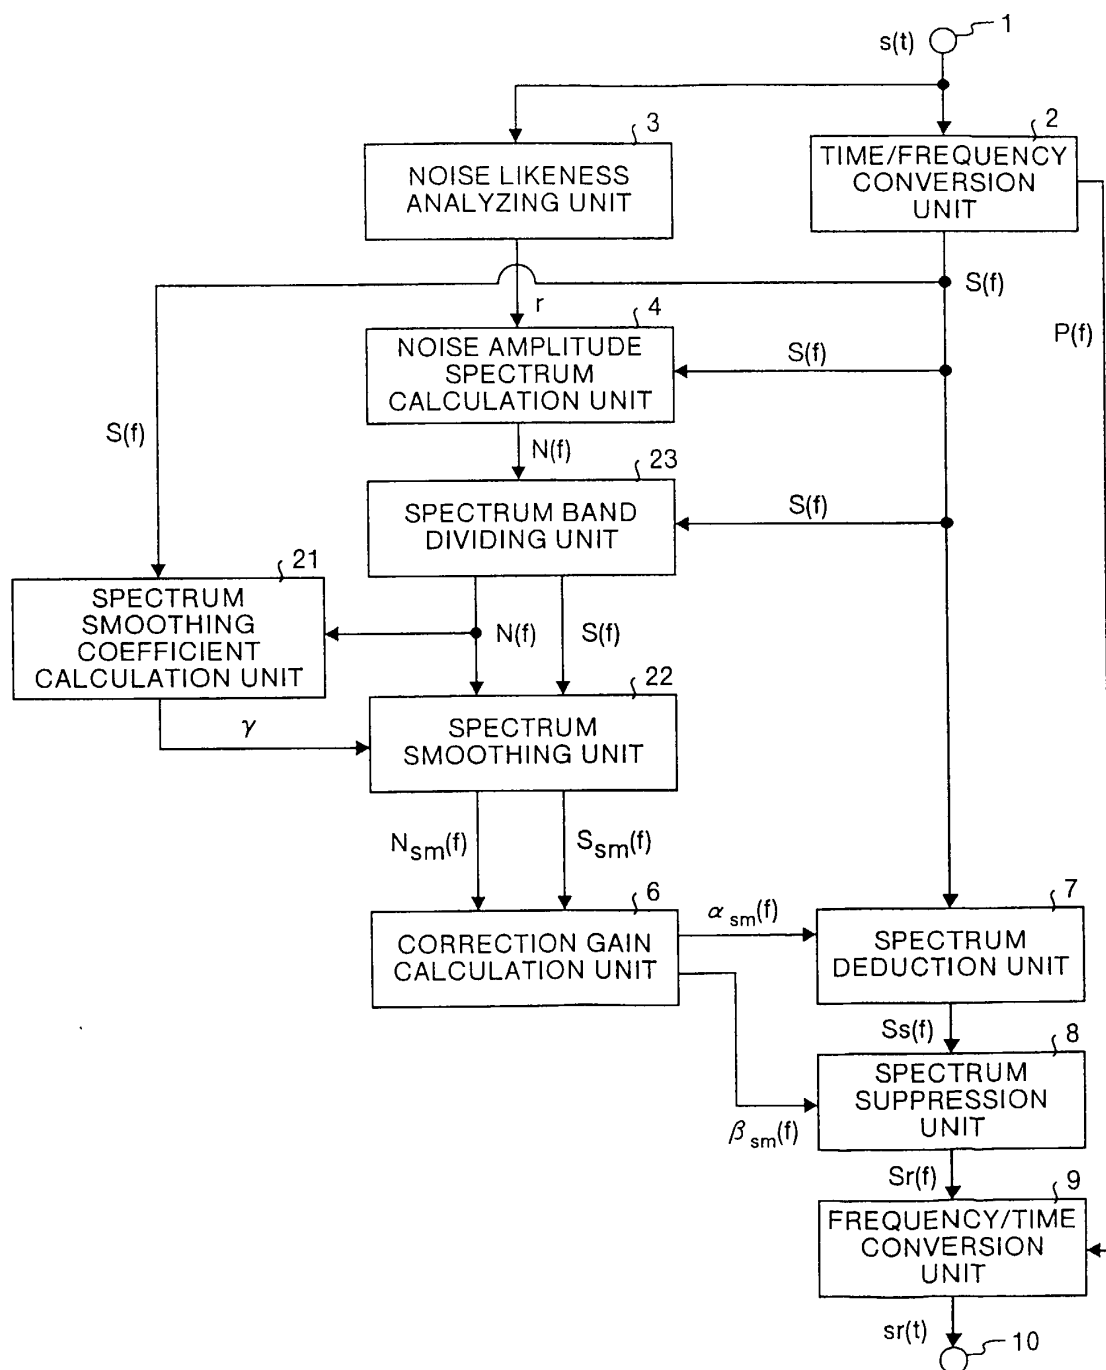 1
s(t)
3
2
NOISE LIKENESS
ANALYZING UNIT
TIME/FREQUENCY
CONVERSION
UNIT
S(f)
r
4
P(f)
NOISE AMPLITUDE
SPECTRUM
CALCULATION UNIT
S(f)
S(f)
N(f)
23
SPECTRUM BAND
DIVIDING UNIT
S(f)
21
SPECTRUM
SMOOTHING
COEFFICIENT
CALCULATION UNIT
N(f)
S(f)
22
γ
SPECTRUM
SMOOTHING UNIT
Nsm(f)
Ssm(f)
6
CORRECTION GAIN
CALCULATION UNIT
αsm(f)
7
SPECTRUM
DEDUCTION UNIT
Ss(f)
8
SPECTRUM
SUPPRESSION
UNIT
βsm(f)
Sr(f)
9
FREQUENCY/TIME
CONVERSION
UNIT
sr(t)
10